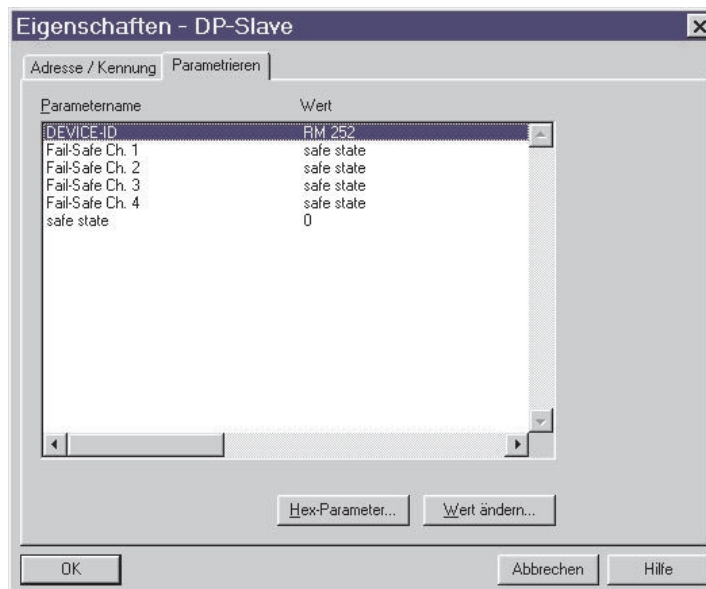 Eigenschaften - DP-Slave
Adresse / Kennung Parametrieren
Parametername Wert
DEVICE-ID RM 252
Fail-Safe Ch. 1 safe state
Fail-Safe Ch. 2 safe state
Fail-Safe Ch. 3 safe state
Fail-Safe Ch. 4 safe state
safe state 0
Hex-Parameter... Wert ändern...
OK Abbrechen Hilfe